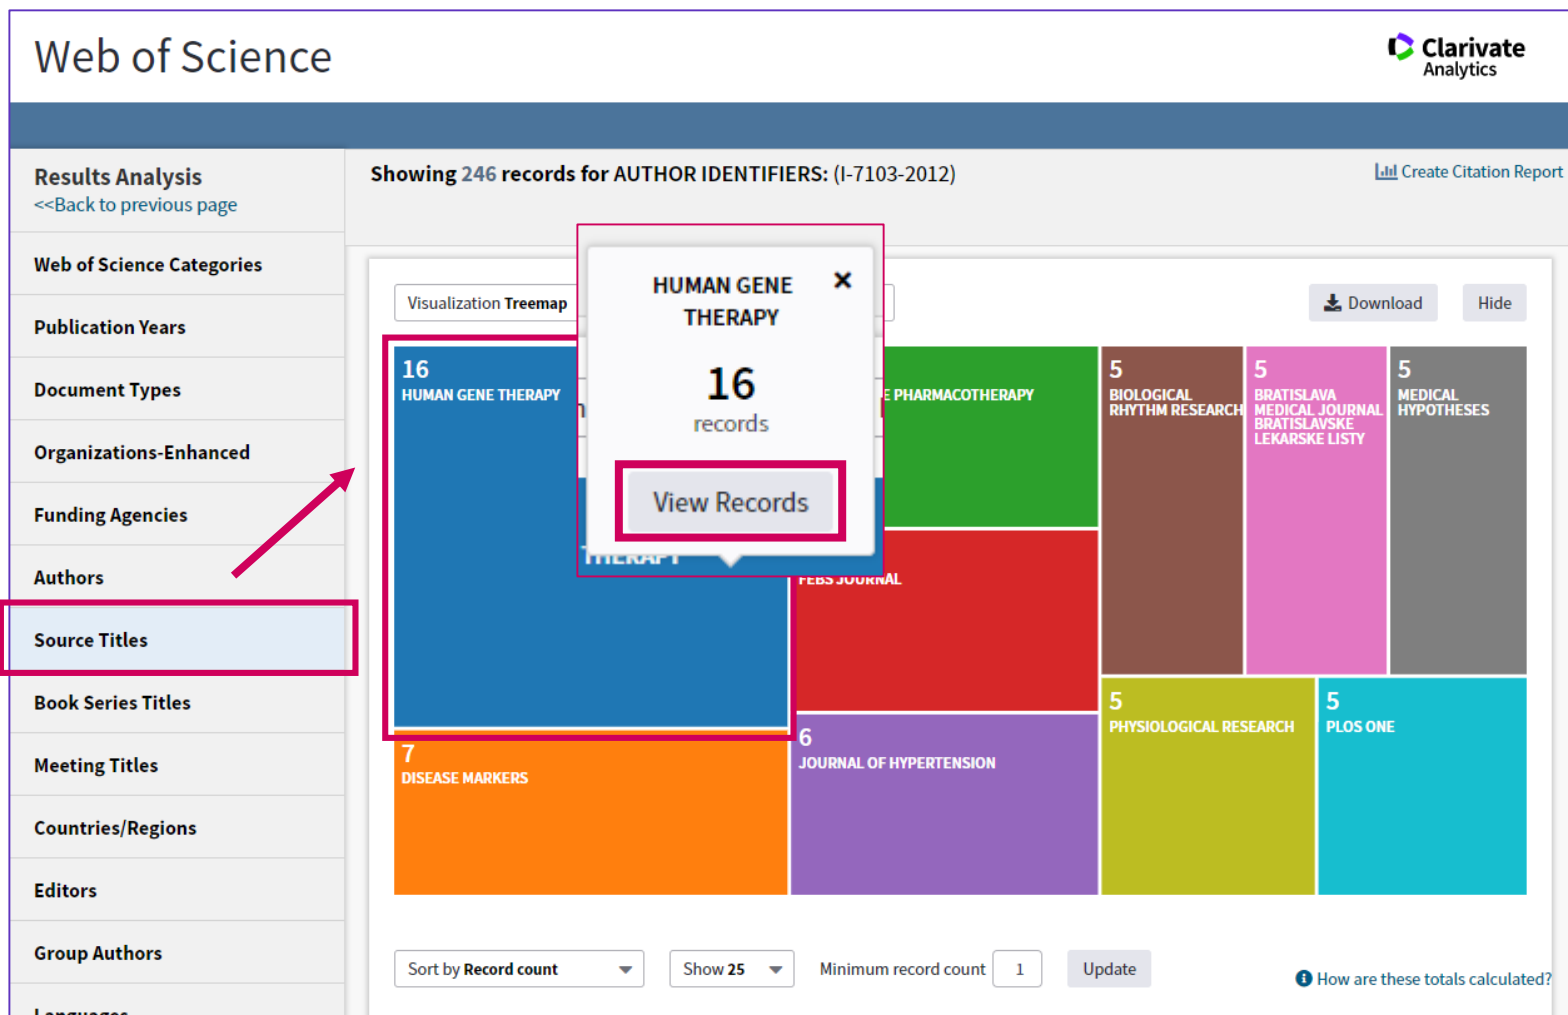 Web of Science
Clarivate
Analytics
Results Analysis
<<Back to previous page
Showing 246 records for AUTHOR IDENTIFIERS: (I-7103-2012)
Create Citation Report
Web of Science Categories
Publication Years
Document Types
Organizations-Enhanced
Funding Agencies
Authors
Source Titles
Book Series Titles
Meeting Titles
Countries/Regions
Editors
Group Authors
Languages
Visualization Treemap
Download
Hide
HUMAN GENE
THERAPY
16
records
View Records
THERAPY
16
HUMAN GENE THERAPY
E PHARMACOTHERAPY
5
BIOLOGICAL
RHYTHM RESEARCH
5
BRATISLAVA
MEDICAL JOURNAL
BRATISLAVSKE
LEKARSKE LISTY
5
MEDICAL
HYPOTHESES
FEBS JOURNAL
7
DISEASE MARKERS
6
JOURNAL OF HYPERTENSION
5
PHYSIOLOGICAL RESEARCH
5
PLOS ONE
Sort by Record count
Show 25
Minimum record count 1
Update
How are these totals calculated?